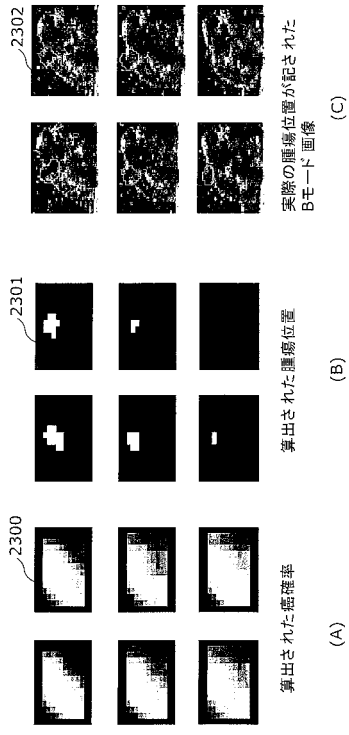 2300
算出された癌確率
(A)
2301
算出された腫瘍位置
(B)
2302
実際の腫瘍位置が記された
Bモード画像
(C)